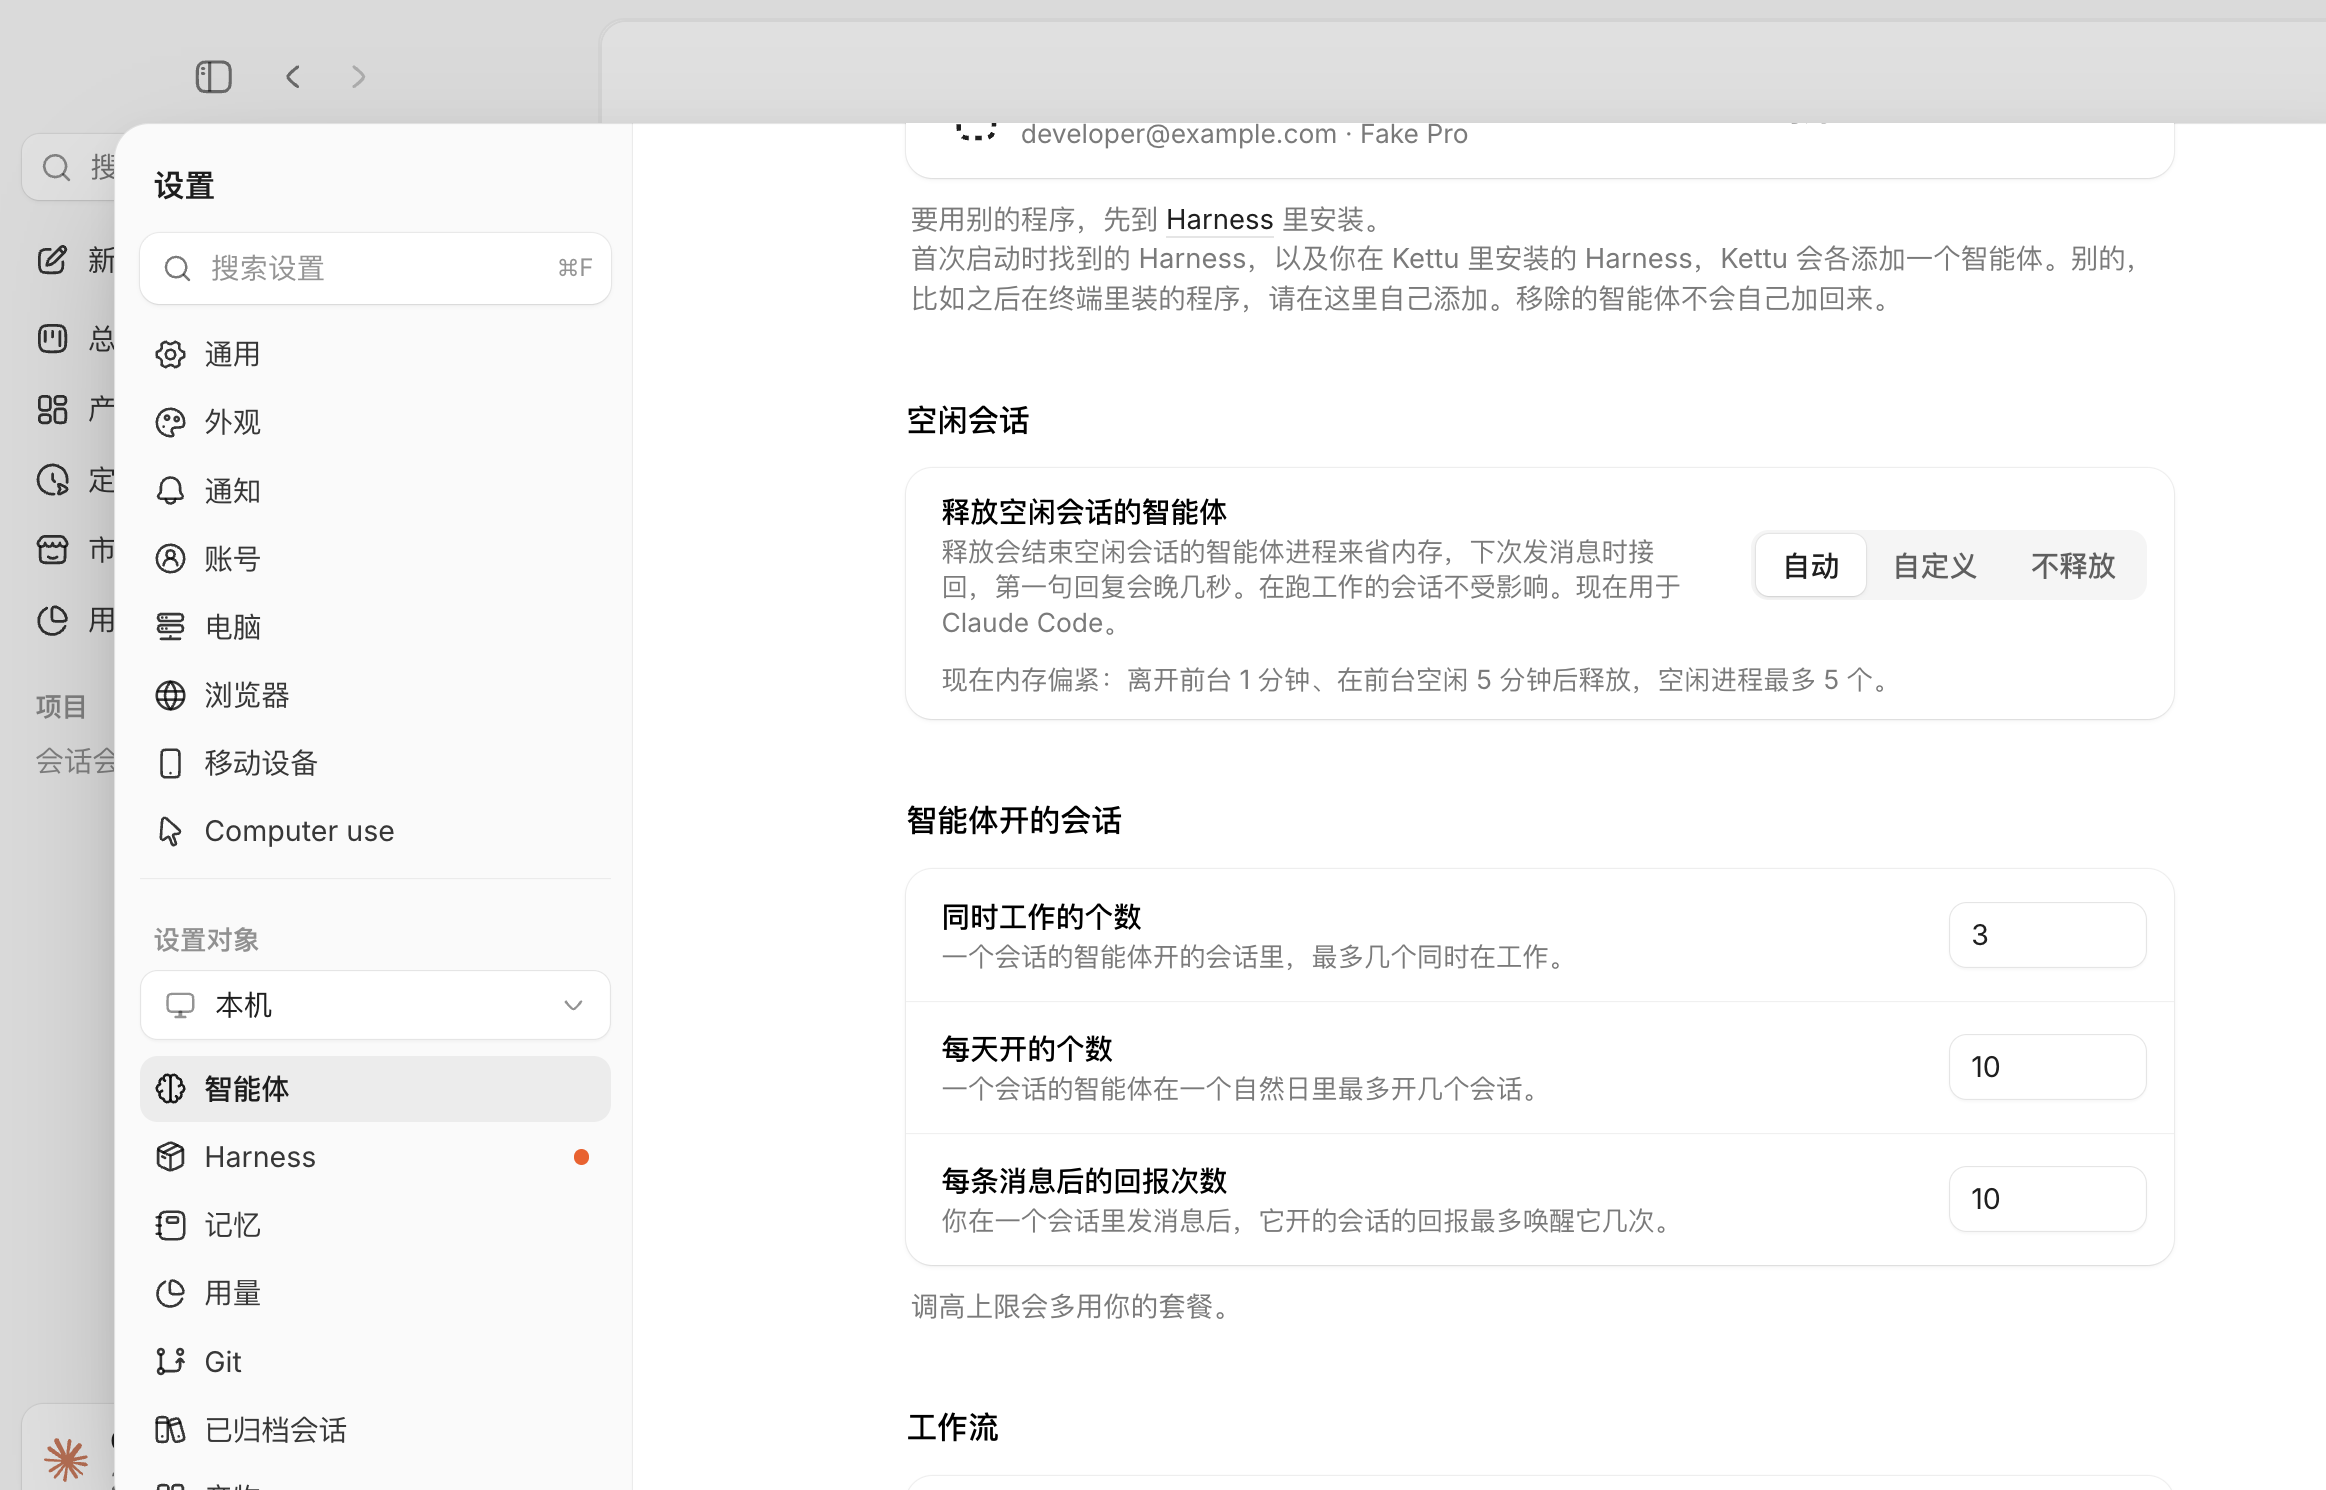 搜
新
总
产
定
市
用
项目
会话会
设置
搜索设置 ⌘F
通用
外观
通知
账号
电脑
浏览器
移动设备
Computer use
设置对象
本机
智能体
Harness
记忆
用量
Git
已归档会话
developer@example.com · Fake Pro
要用别的程序，先到 Harness 里安装。
首次启动时找到的 Harness，以及你在 Kettu 里安装的 Harness，Kettu 会各添加一个智能体。别的，
比如之后在终端里装的程序，请在这里自己添加。移除的智能体不会自己加回来。
空闲会话
释放空闲会话的智能体
释放会结束空闲会话的智能体进程来省内存，下次发消息时接
回，第一句回复会晚几秒。在跑工作的会话不受影响。现在用于
Claude Code。
自动 自定义 不释放
现在内存偏紧：离开前台 1 分钟、在前台空闲 5 分钟后释放，空闲进程最多 5 个。
智能体开的会话
同时工作的个数
一个会话的智能体开的会话里，最多几个同时在工作。
3
每天开的个数
一个会话的智能体在一个自然日里最多开几个会话。
10
每条消息后的回报次数
你在一个会话里发消息后，它开的会话的回报最多唤醒它几次。
10
调高上限会多用你的套餐。
工作流